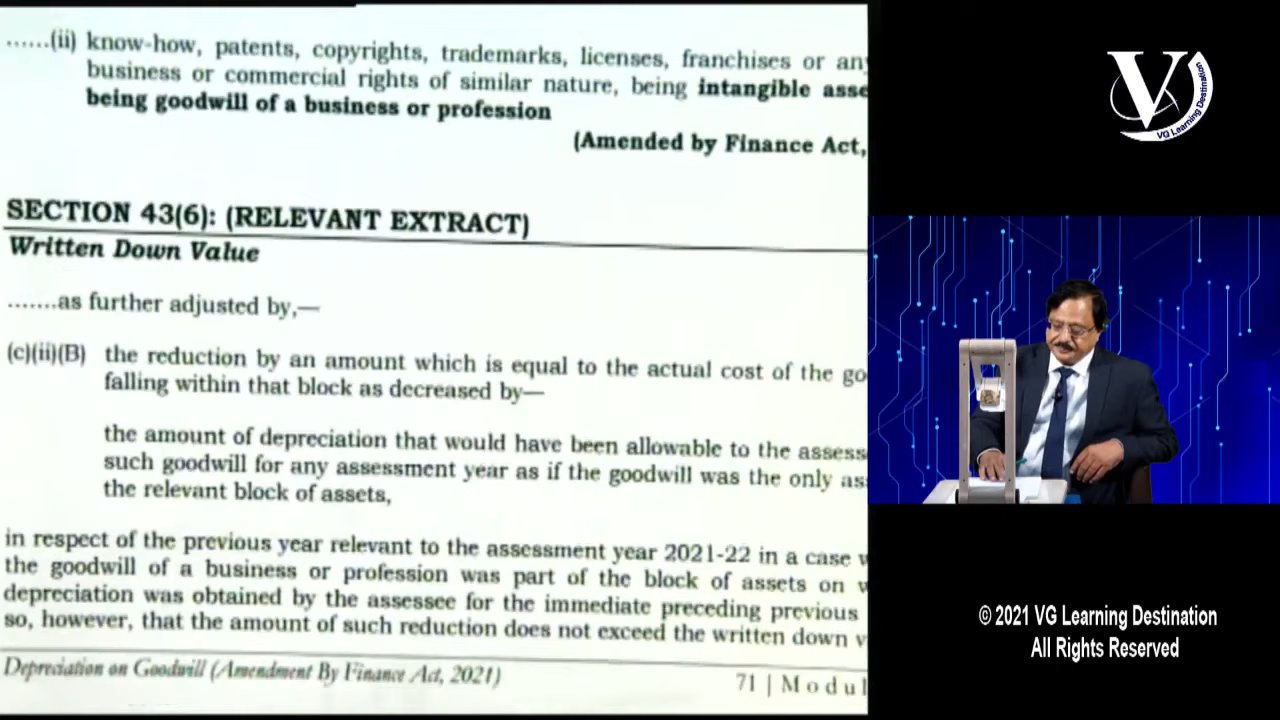 ......(ii) know-how, patents, copyrights, trademarks, licenses, franchises or any
business or commercial rights of similar nature, being intangible asse
being goodwill of a business or profession
(Amended by Finance Act,
SECTION 43(6): (RELEVANT EXTRACT)
Written Down Value
.......as further adjusted by,—
(c)(ii)(B) the reduction by an amount which is equal to the actual cost of the go
falling within that block as decreased by—
the amount of depreciation that would have been allowable to the assess
such goodwill for any assessment year as if the goodwill was the only as
the relevant block of assets,
in respect of the previous year relevant to the assessment year 2021-22 in a case w
the goodwill of a business or profession was part of the block of assets on w
depreciation was obtained by the assessee for the immediate preceding previous
so, however, that the amount of such reduction does not exceed the written down v
Depreciation on Goodwill (Amendment By Finance Act, 2021)
71 | Modul
V
VG Learning Destination
© 2021 VG Learning Destination
All Rights Reserved